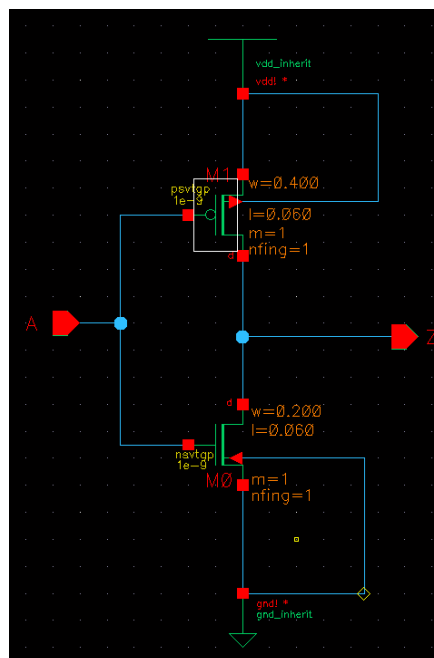 vdd_inherit
vdd! *
M1
w=0.400
psvtgp
1e-9
l=0.060
m=1
nfing=1
d
A
Z
d
w=0.200
l=0.060
nsvtgp
1e-9
M0
m=1
nfing=1
gnd! *
gnd_inherit